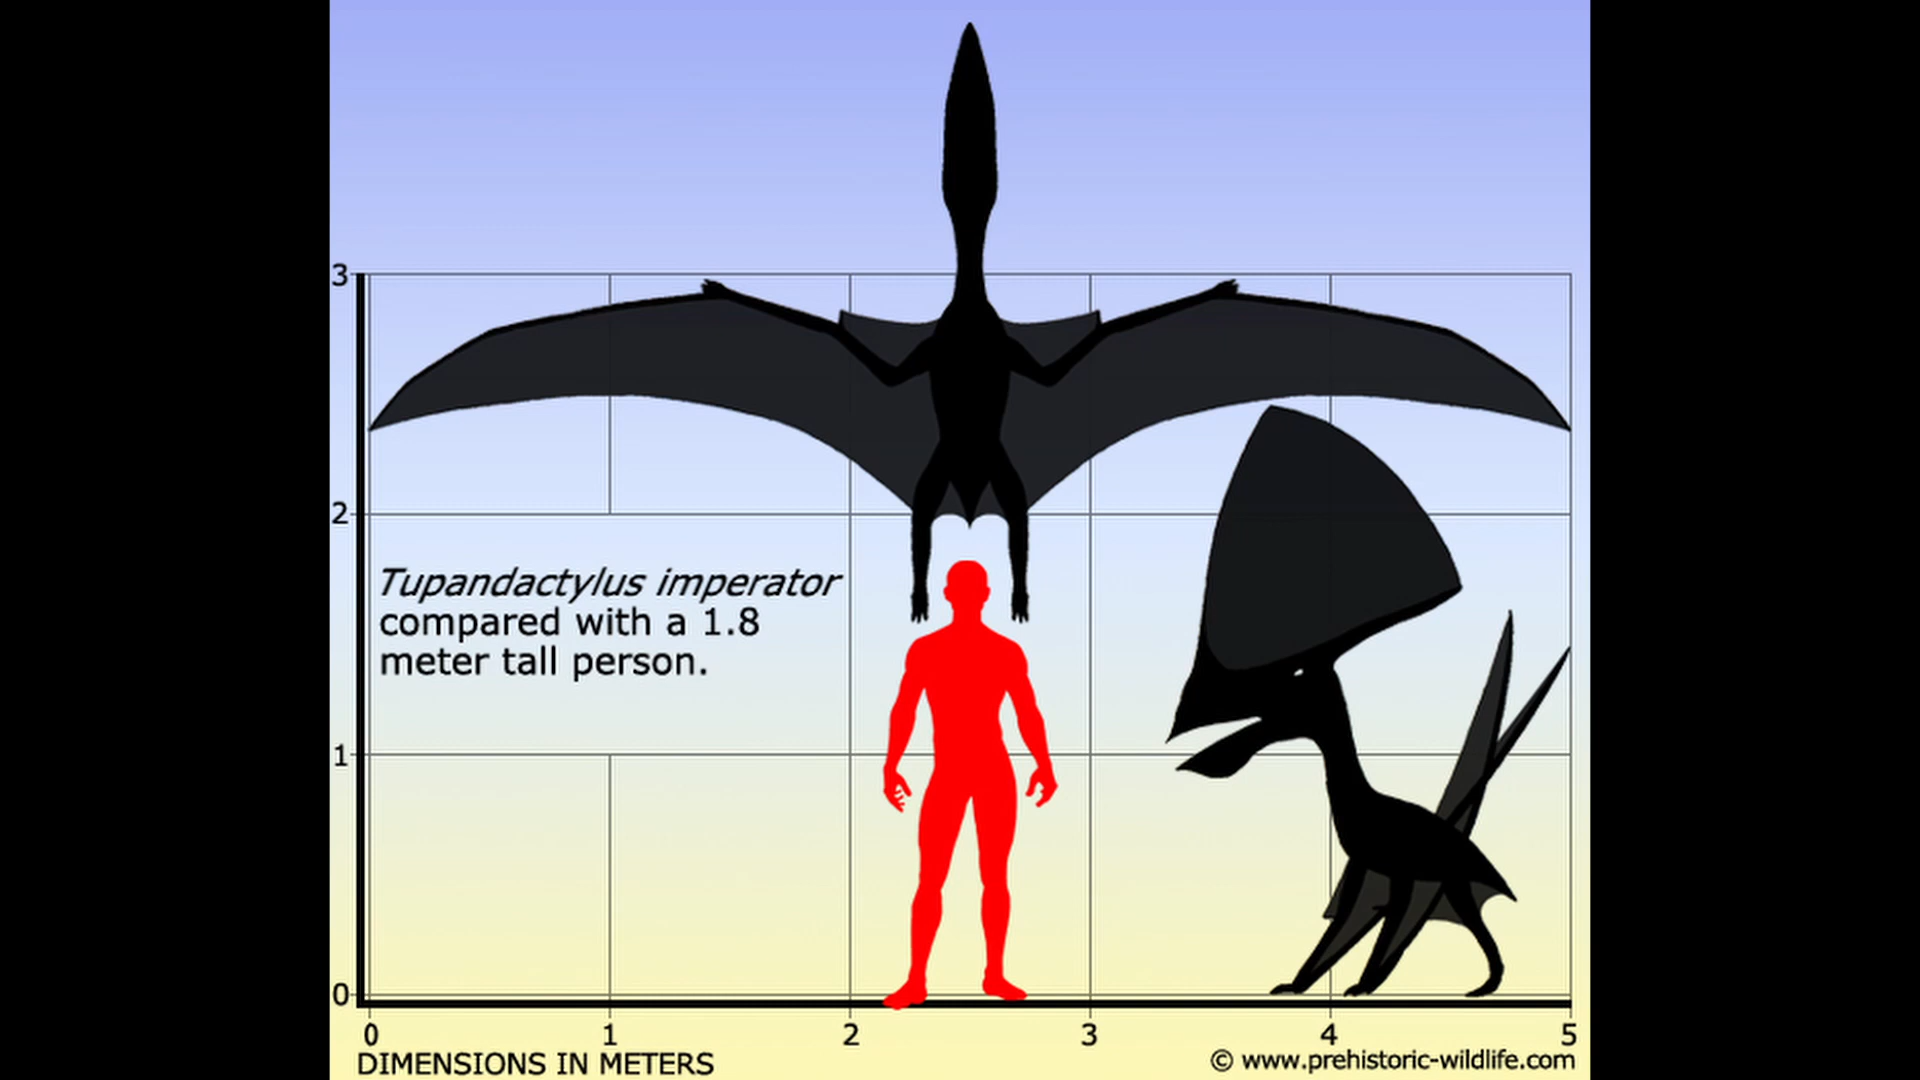 3
2
Tupandactylus imperator
compared with a 1.8
meter tall person.
1
0
0 1 2 3 4 5
DIMENSIONS IN METERS
© www.prehistoric-wildlife.com